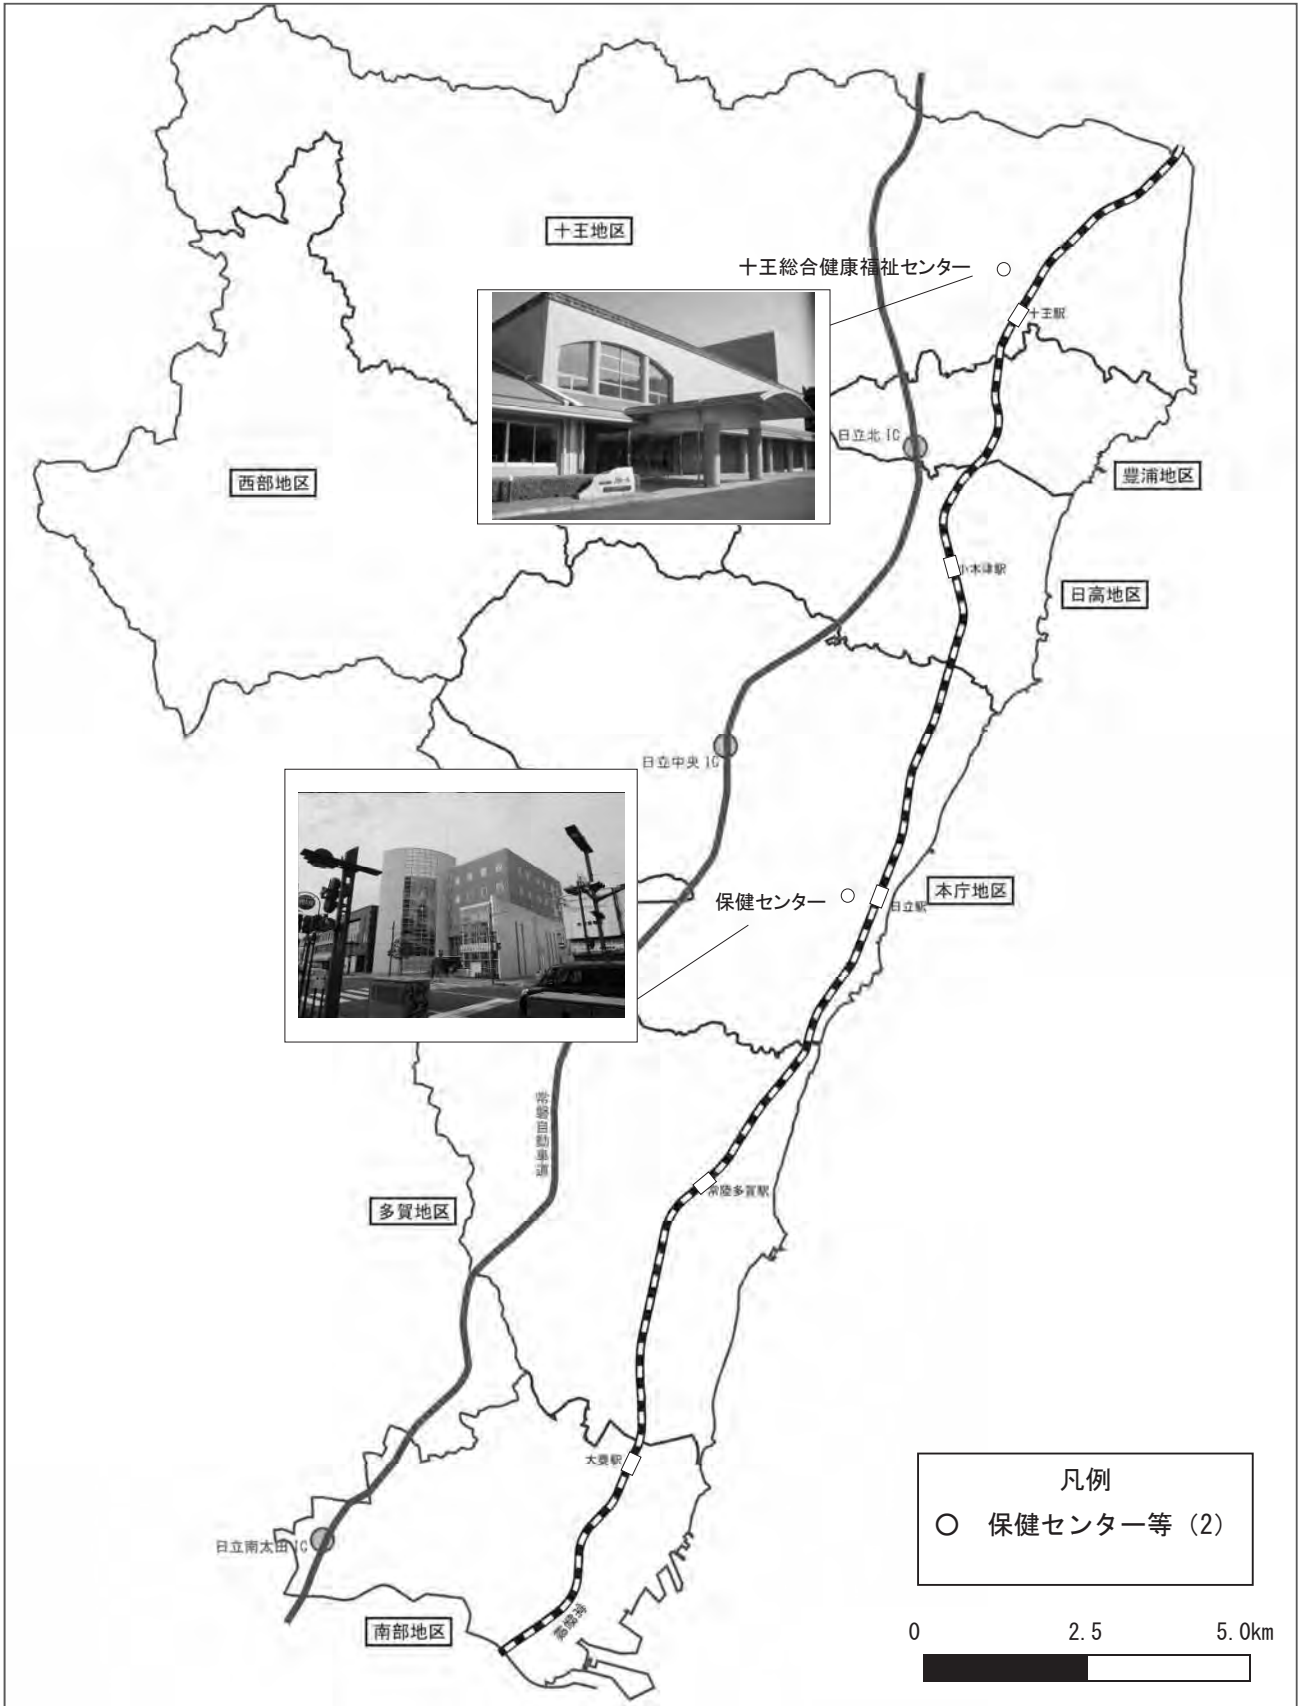 十王地区
十王総合健康福祉センター
十王駅
日立北IC
西部地区
豊浦地区
小木津駅
日高地区
日立中央IC
保健センター
本庁地区
日立駅
常磐自動車道
常陸多賀駅
多賀地区
大甕駅
凡例
○ 保健センター等(2)
日立南太田IC
常磐線
南部地区
0 2.5 5.0km